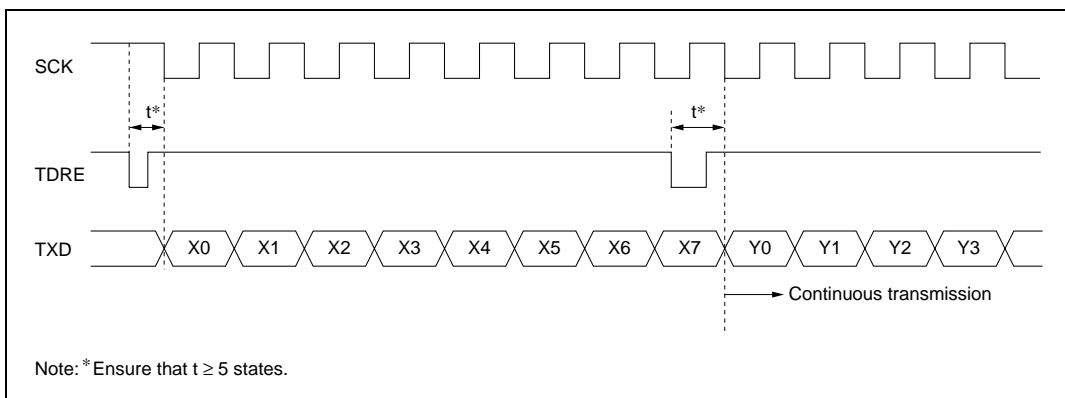 SCK
t*
t*
TDRE
TXD
X0 X1 X2 X3 X4 X5 X6 X7 Y0 Y1 Y2 Y3
Continuous transmission
Note: * Ensure that t ≥ 5 states.